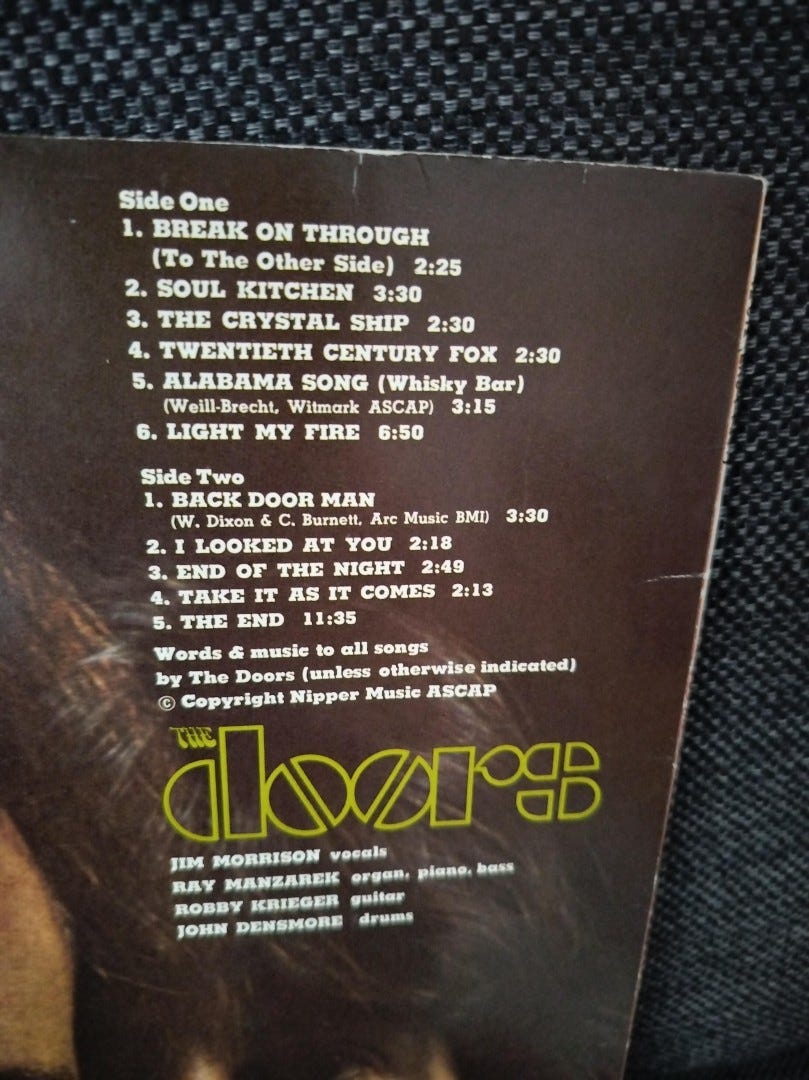 Side One
1. BREAK ON THROUGH
(To The Other Side) 2:25
2. SOUL KITCHEN 3:30
3. THE CRYSTAL SHIP 2:30
4. TWENTIETH CENTURY FOX 2:30
5. ALABAMA SONG (Whisky Bar)
(Weill-Brecht, Witmark ASCAP) 3:15
6. LIGHT MY FIRE 6:50
Side Two
1. BACK DOOR MAN
(W. Dixon & C. Burnett, Arc Music BMI) 3:30
2. I LOOKED AT YOU 2:18
3. END OF THE NIGHT 2:49
4. TAKE IT AS IT COMES 2:13
5. THE END 11:35
Words & music to all songs
by The Doors (unless otherwise indicated)
© Copyright Nipper Music ASCAP
THE
doors
JIM MORRISON vocals
RAY MANZAREK organ, piano, bass
ROBBY KRIEGER guitar
JOHN DENSMORE drums